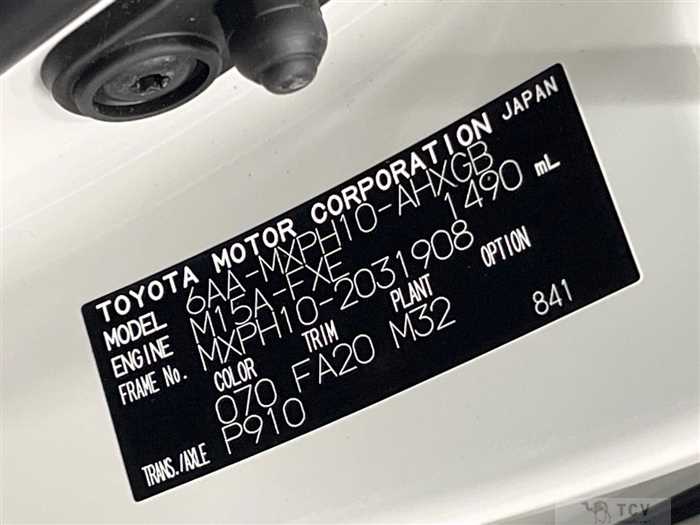 TOYOTA MOTOR CORPORATION JAPAN
MODEL 6AA-MXPH10-AHXGB
ENGINE M15A-FXE 1490 mL
FRAME No. MXPH10-2031908
COLOR TRIM PLANT OPTION
070 FA20 M32 841
TRANS./AXLE P910
TCV